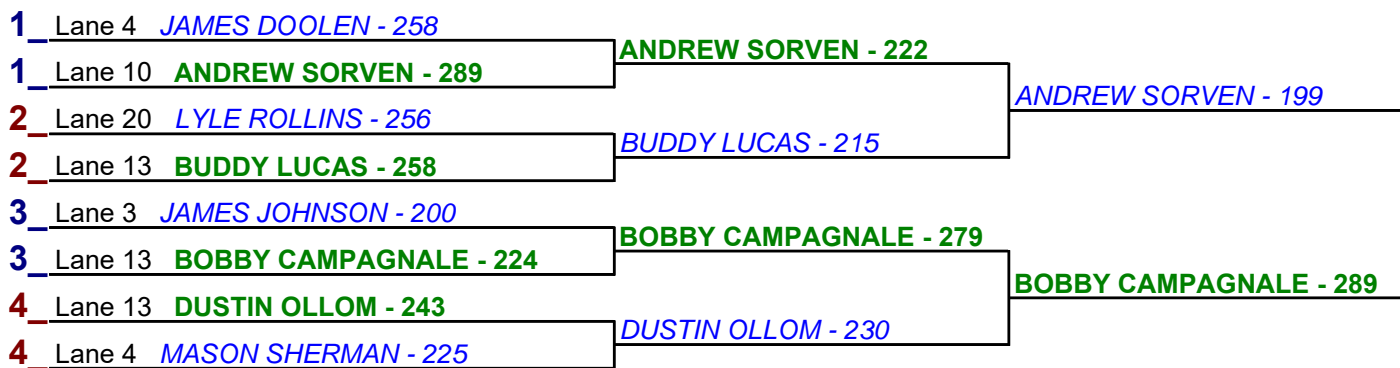 1_ Lane 4 JAMES DOOLEN - 258
ANDREW SORVEN - 222
1_ Lane 10 ANDREW SORVEN - 289
ANDREW SORVEN - 199
2_ Lane 20 LYLE ROLLINS - 256
BUDDY LUCAS - 215
2_ Lane 13 BUDDY LUCAS - 258
3_ Lane 3 JAMES JOHNSON - 200
BOBBY CAMPAGNALE - 279
3_ Lane 13 BOBBY CAMPAGNALE - 224
BOBBY CAMPAGNALE - 289
4_ Lane 13 DUSTIN OLLOM - 243
DUSTIN OLLOM - 230
4_ Lane 4 MASON SHERMAN - 225